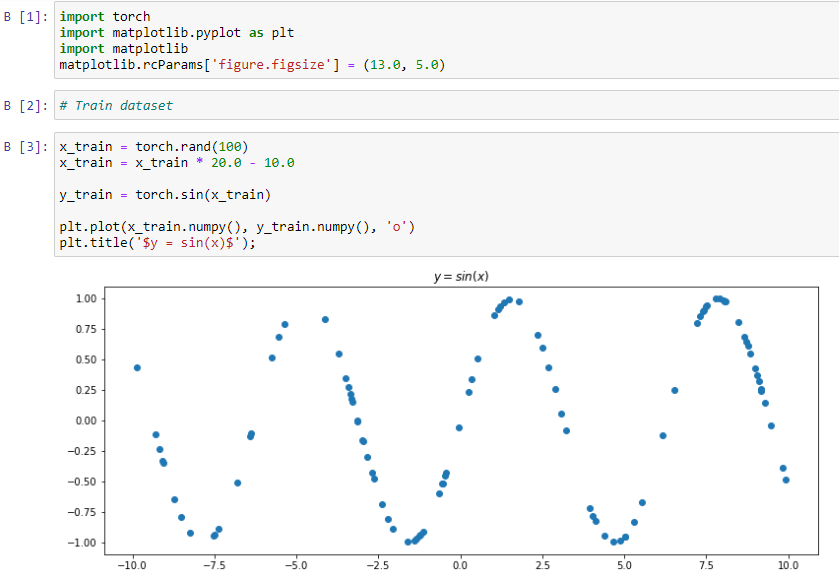 В [1]: import torch
import matplotlib.pyplot as plt
import matplotlib
matplotlib.rcParams['figure.figsize'] = (13.0, 5.0)
В [2]: # Train dataset
В [3]: x_train = torch.rand(100)
x_train = x_train * 20.0 - 10.0
y_train = torch.sin(x_train)
plt.plot(x_train.numpy(), y_train.numpy(), 'o')
plt.title('$y = sin(x)$');
y = sin(x)
1.00
0.75
0.50
0.25
0.00
−0.25
−0.50
−0.75
−1.00
−10.0 −7.5 −5.0 −2.5 0.0 2.5 5.0 7.5 10.0